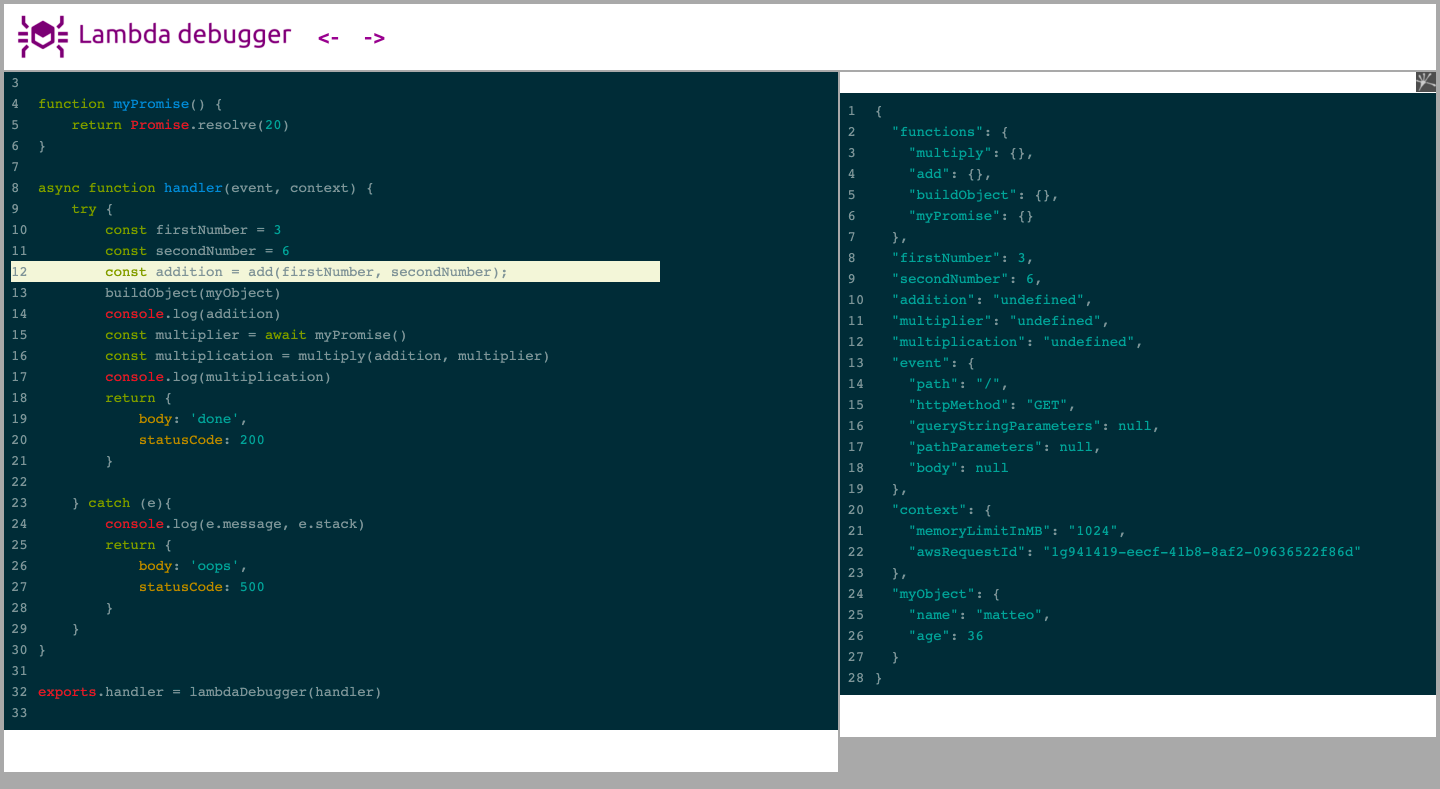 Lambda debugger <- ->
3
4 function myPromise() {
5     return Promise.resolve(20)
6 }
7
8 async function handler(event, context) {
9     try {
10         const firstNumber = 3
11         const secondNumber = 6
12         const addition = add(firstNumber, secondNumber);
13         buildObject(myObject)
14         console.log(addition)
15         const multiplier = await myPromise()
16         const multiplication = multiply(addition, multiplier)
17         console.log(multiplication)
18         return {
19             body: 'done',
20             statusCode: 200
21         }
22
23     } catch (e){
24         console.log(e.message, e.stack)
25         return {
26             body: 'oops',
27             statusCode: 500
28         }
29     }
30 }
31
32 exports.handler = lambdaDebugger(handler)
33
1 {
2   "functions": {
3     "multiply": {},
4     "add": {},
5     "buildObject": {},
6     "myPromise": {}
7   },
8   "firstNumber": 3,
9   "secondNumber": 6,
10   "addition": "undefined",
11   "multiplier": "undefined",
12   "multiplication": "undefined",
13   "event": {
14     "path": "/",
15     "httpMethod": "GET",
16     "queryStringParameters": null,
17     "pathParameters": null,
18     "body": null
19   },
20   "context": {
21     "memoryLimitInMB": "1024",
22     "awsRequestId": "1g941419-eecf-41b8-8af2-09636522f86d"
23   },
24   "myObject": {
25     "name": "matteo",
26     "age": 36
27   }
28 }